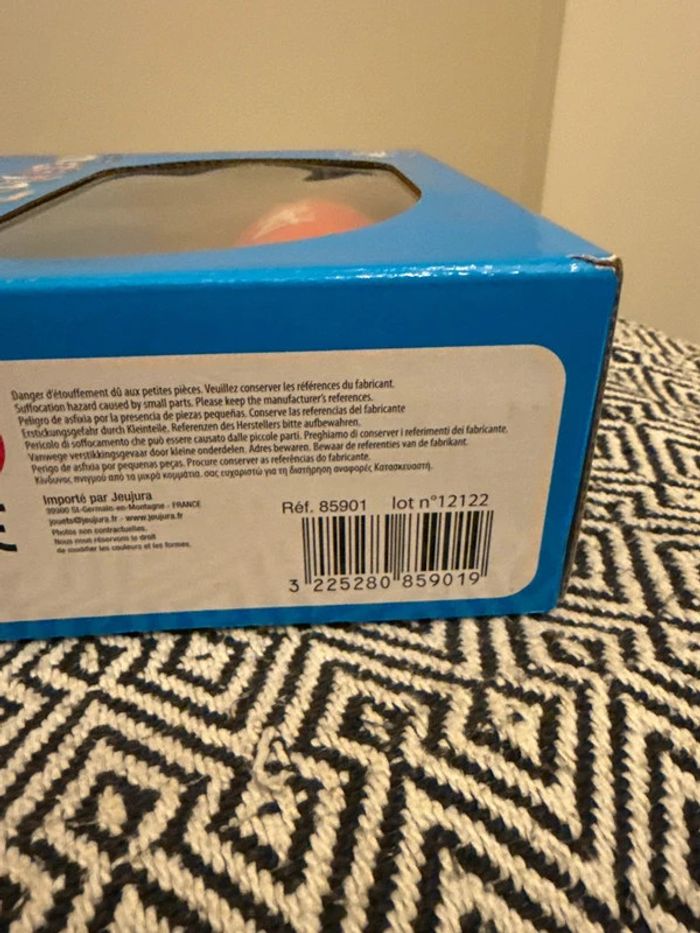 Danger d'étouffement dû aux petites pièces. Veuillez conserver les références du fabricant.
Suffocation hazard caused by small parts. Please keep the manufacturer's references.
Peligro de asfixia por la presencia de piezas pequeñas. Conserve las referencias del fabricante
Erstickungsgefahr durch Kleinteile. Referenzen des Herstellers bitte aufbewahren.
Pericolo di soffocamento che può essere causato dalle piccole parti. Preghiamo di conserver i referimenti dei fabricante.
Vanwege verstikkingsgevaar door kleine onderdelen. Adres bewaren. Bewaar de referenties van de fabrikant.
Perigo de asfixia por pequenas peças. Procure conservar as referências do fabricante.
Κίνδυνος πνιγμού από τα μικρά κομμάτια. σας ευχαριστώ για τη διατήρηση αναφορές Κατασκευαστή.
Importé par Jeujura
39900 St-Germain-en-Montagne - FRANCE
jouets@jeujura.fr - www.jeujura.fr
Photos non contractuelles.
Nous nous réservons le droit
de modifier les couleurs et les formes.
Réf. 85901 lot n°12122
3 225280 859019